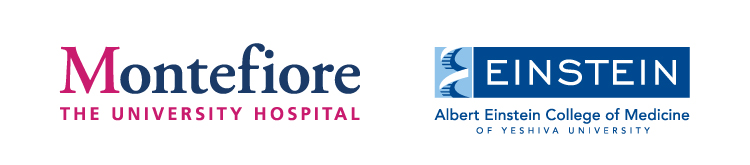 Montefiore
THE UNIVERSITY HOSPITAL
EINSTEIN
Albert Einstein College of Medicine
OF YESHIVA UNIVERSITY